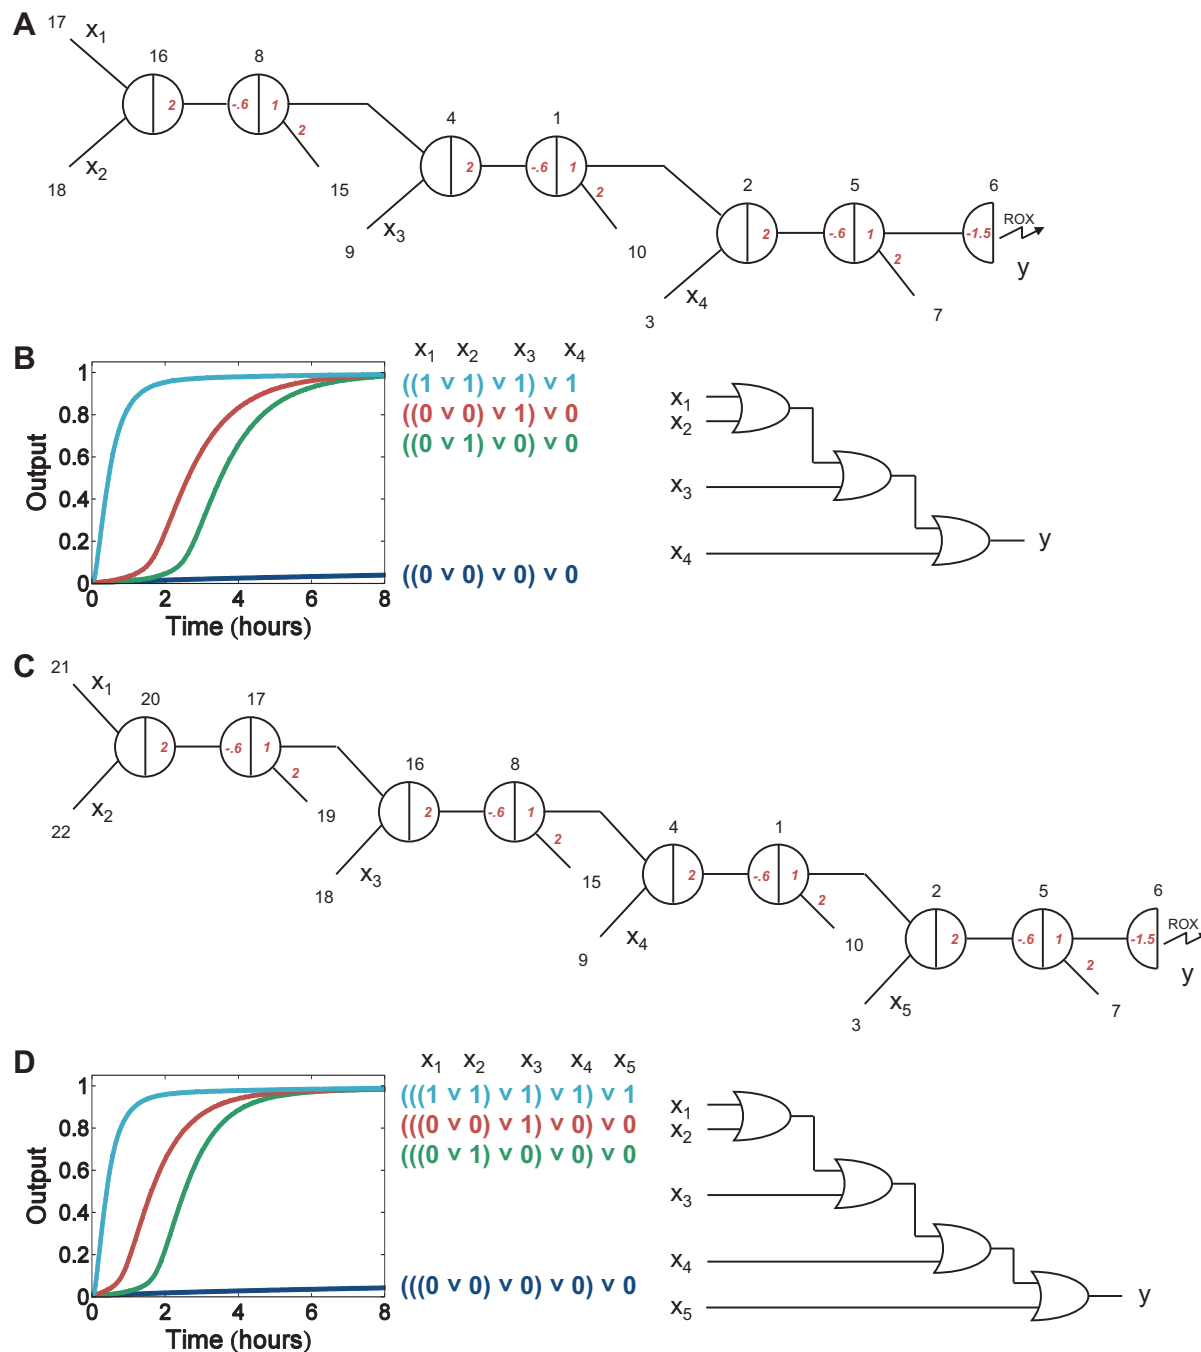 A
17
x1
16
8
2
-.6
1
2
x2
18
15
4
1
2
-.6
1
2
x3
9
10
2
5
6
2
-.6
1
-1.5
ROX
2
y
x4
3
7
B
x1 x2 x3 x4
1
0.8
0.6
0.4
0.2
0
Output
0 2 4 6 8
Time (hours)
((1 ∨ 1) ∨ 1) ∨ 1
((0 ∨ 0) ∨ 1) ∨ 0
((0 ∨ 1) ∨ 0) ∨ 0
((0 ∨ 0) ∨ 0) ∨ 0
x1
x2
x3
x4
y
C
21
x1
20
17
2
-.6
1
2
x2
22
19
16
8
2
-.6
1
2
x3
18
15
4
1
2
-.6
1
2
x4
9
10
2
5
6
2
-.6
1
-1.5
ROX
2
y
x5
3
7
D
x1 x2 x3 x4 x5
1
0.8
0.6
0.4
0.2
0
Output
0 2 4 6 8
Time (hours)
(((1 ∨ 1) ∨ 1) ∨ 1) ∨ 1
(((0 ∨ 0) ∨ 1) ∨ 0) ∨ 0
(((0 ∨ 1) ∨ 0) ∨ 0) ∨ 0
(((0 ∨ 0) ∨ 0) ∨ 0) ∨ 0
x1
x2
x3
x4
x5
y